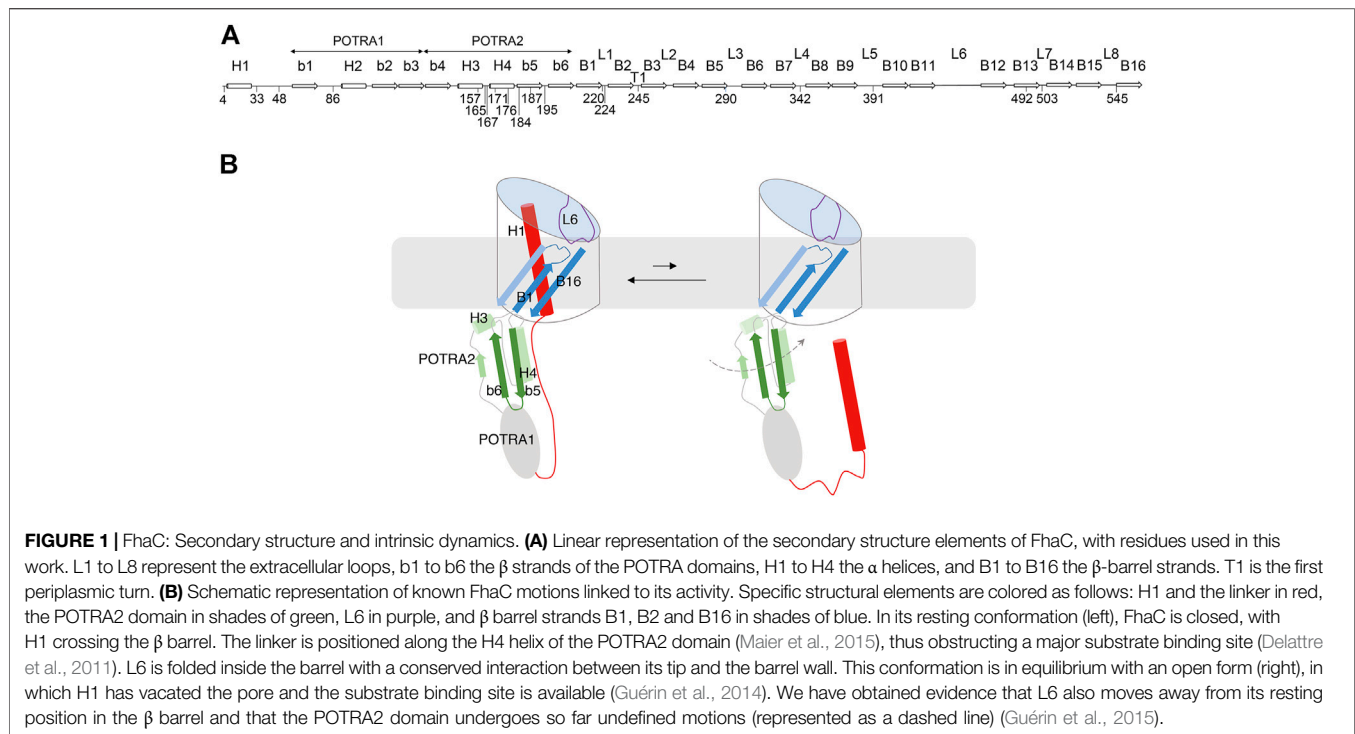 A
POTRA1 POTRA2
H1 b1 H2 b2 b3 b4 H3 H4 b5 b6 B1 L1 B2 T1 B3 L2 B4 B5 L3 B6 B7 L4 B8 B9 L5 B10 B11 L6 B12 B13 L7 B14 B15 L8 B16
4 33 48 86 157 171 187 220 245 290 342 391 492 503 545
165 176 195 224
167 184
B
L6
H1
B16
B1
H3
POTRA2
H4
b6 b5
POTRA1
FIGURE 1 | FhaC: Secondary structure and intrinsic dynamics. (A) Linear representation of the secondary structure elements of FhaC, with residues used in this
work. L1 to L8 represent the extracellular loops, b1 to b6 the β strands of the POTRA domains, H1 to H4 the α helices, and B1 to B16 the β-barrel strands. T1 is the first
periplasmic turn. (B) Schematic representation of known FhaC motions linked to its activity. Specific structural elements are colored as follows: H1 and the linker in red,
the POTRA2 domain in shades of green, L6 in purple, and β barrel strands B1, B2 and B16 in shades of blue. In its resting conformation (left), FhaC is closed, with
H1 crossing the β barrel. The linker is positioned along the H4 helix of the POTRA2 domain (Maier et al., 2015), thus obstructing a major substrate binding site (Delattre
et al., 2011). L6 is folded inside the barrel with a conserved interaction between its tip and the barrel wall. This conformation is in equilibrium with an open form (right), in
which H1 has vacated the pore and the substrate binding site is available (Guérin et al., 2014). We have obtained evidence that L6 also moves away from its resting
position in the β barrel and that the POTRA2 domain undergoes so far undefined motions (represented as a dashed line) (Guérin et al., 2015).